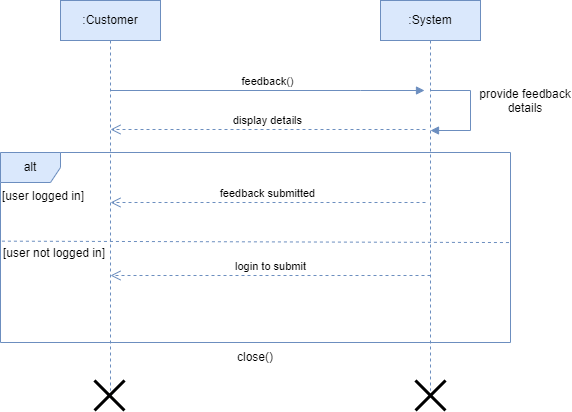 :Customer
:System
feedback()
provide feedback
details
display details
alt
[user logged in]
feedback submitted
[user not logged in]
login to submit
close()